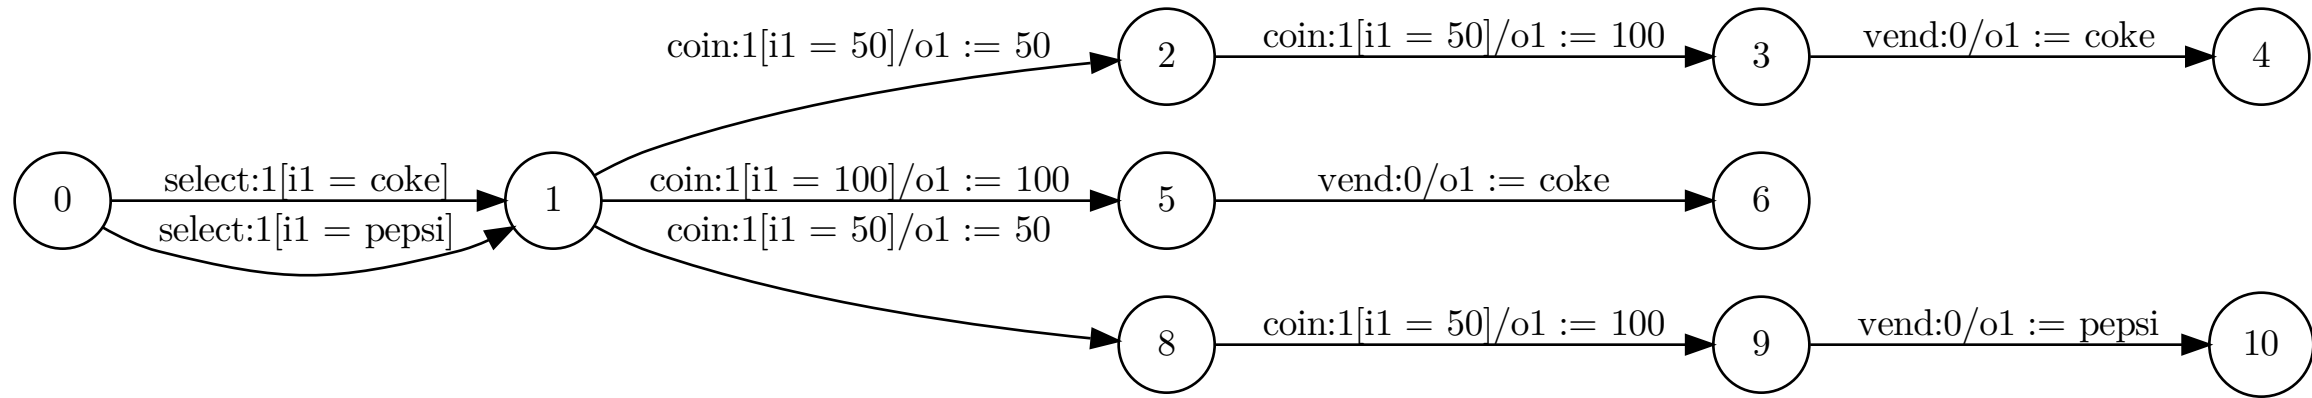 coin:1[i1 = 50]/o1 := 50
2
coin:1[i1 = 50]/o1 := 100
3
vend:0/o1 := coke
4
0
select:1[i1 = coke]
select:1[i1 = pepsi]
1
coin:1[i1 = 100]/o1 := 100
5
vend:0/o1 := coke
6
coin:1[i1 = 50]/o1 := 50
8
coin:1[i1 = 50]/o1 := 100
9
vend:0/o1 := pepsi
10